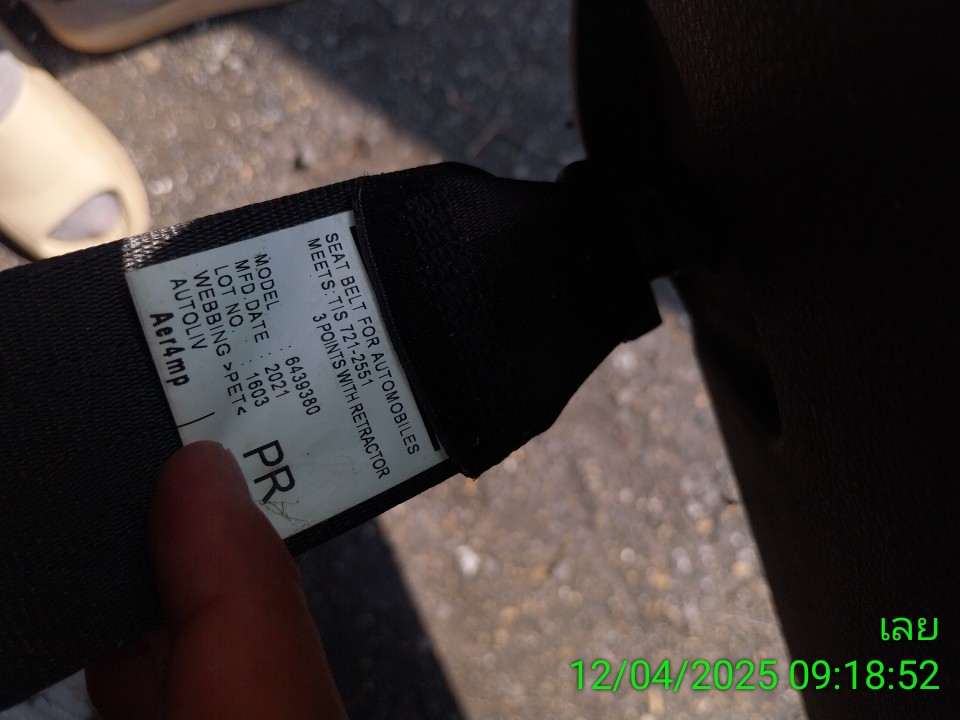 SEAT BELT FOR AUTOMOBILES
MEETS: TIS 721-2551
3 POINTS WITH RETRACTOR
MODEL : 6439380
MFD.DATE : 2021
LOT NO. : 1603
WEBBING >PET<
AUTOLIV
Aer4mp
PR
เลย
12/04/2025 09:18:52